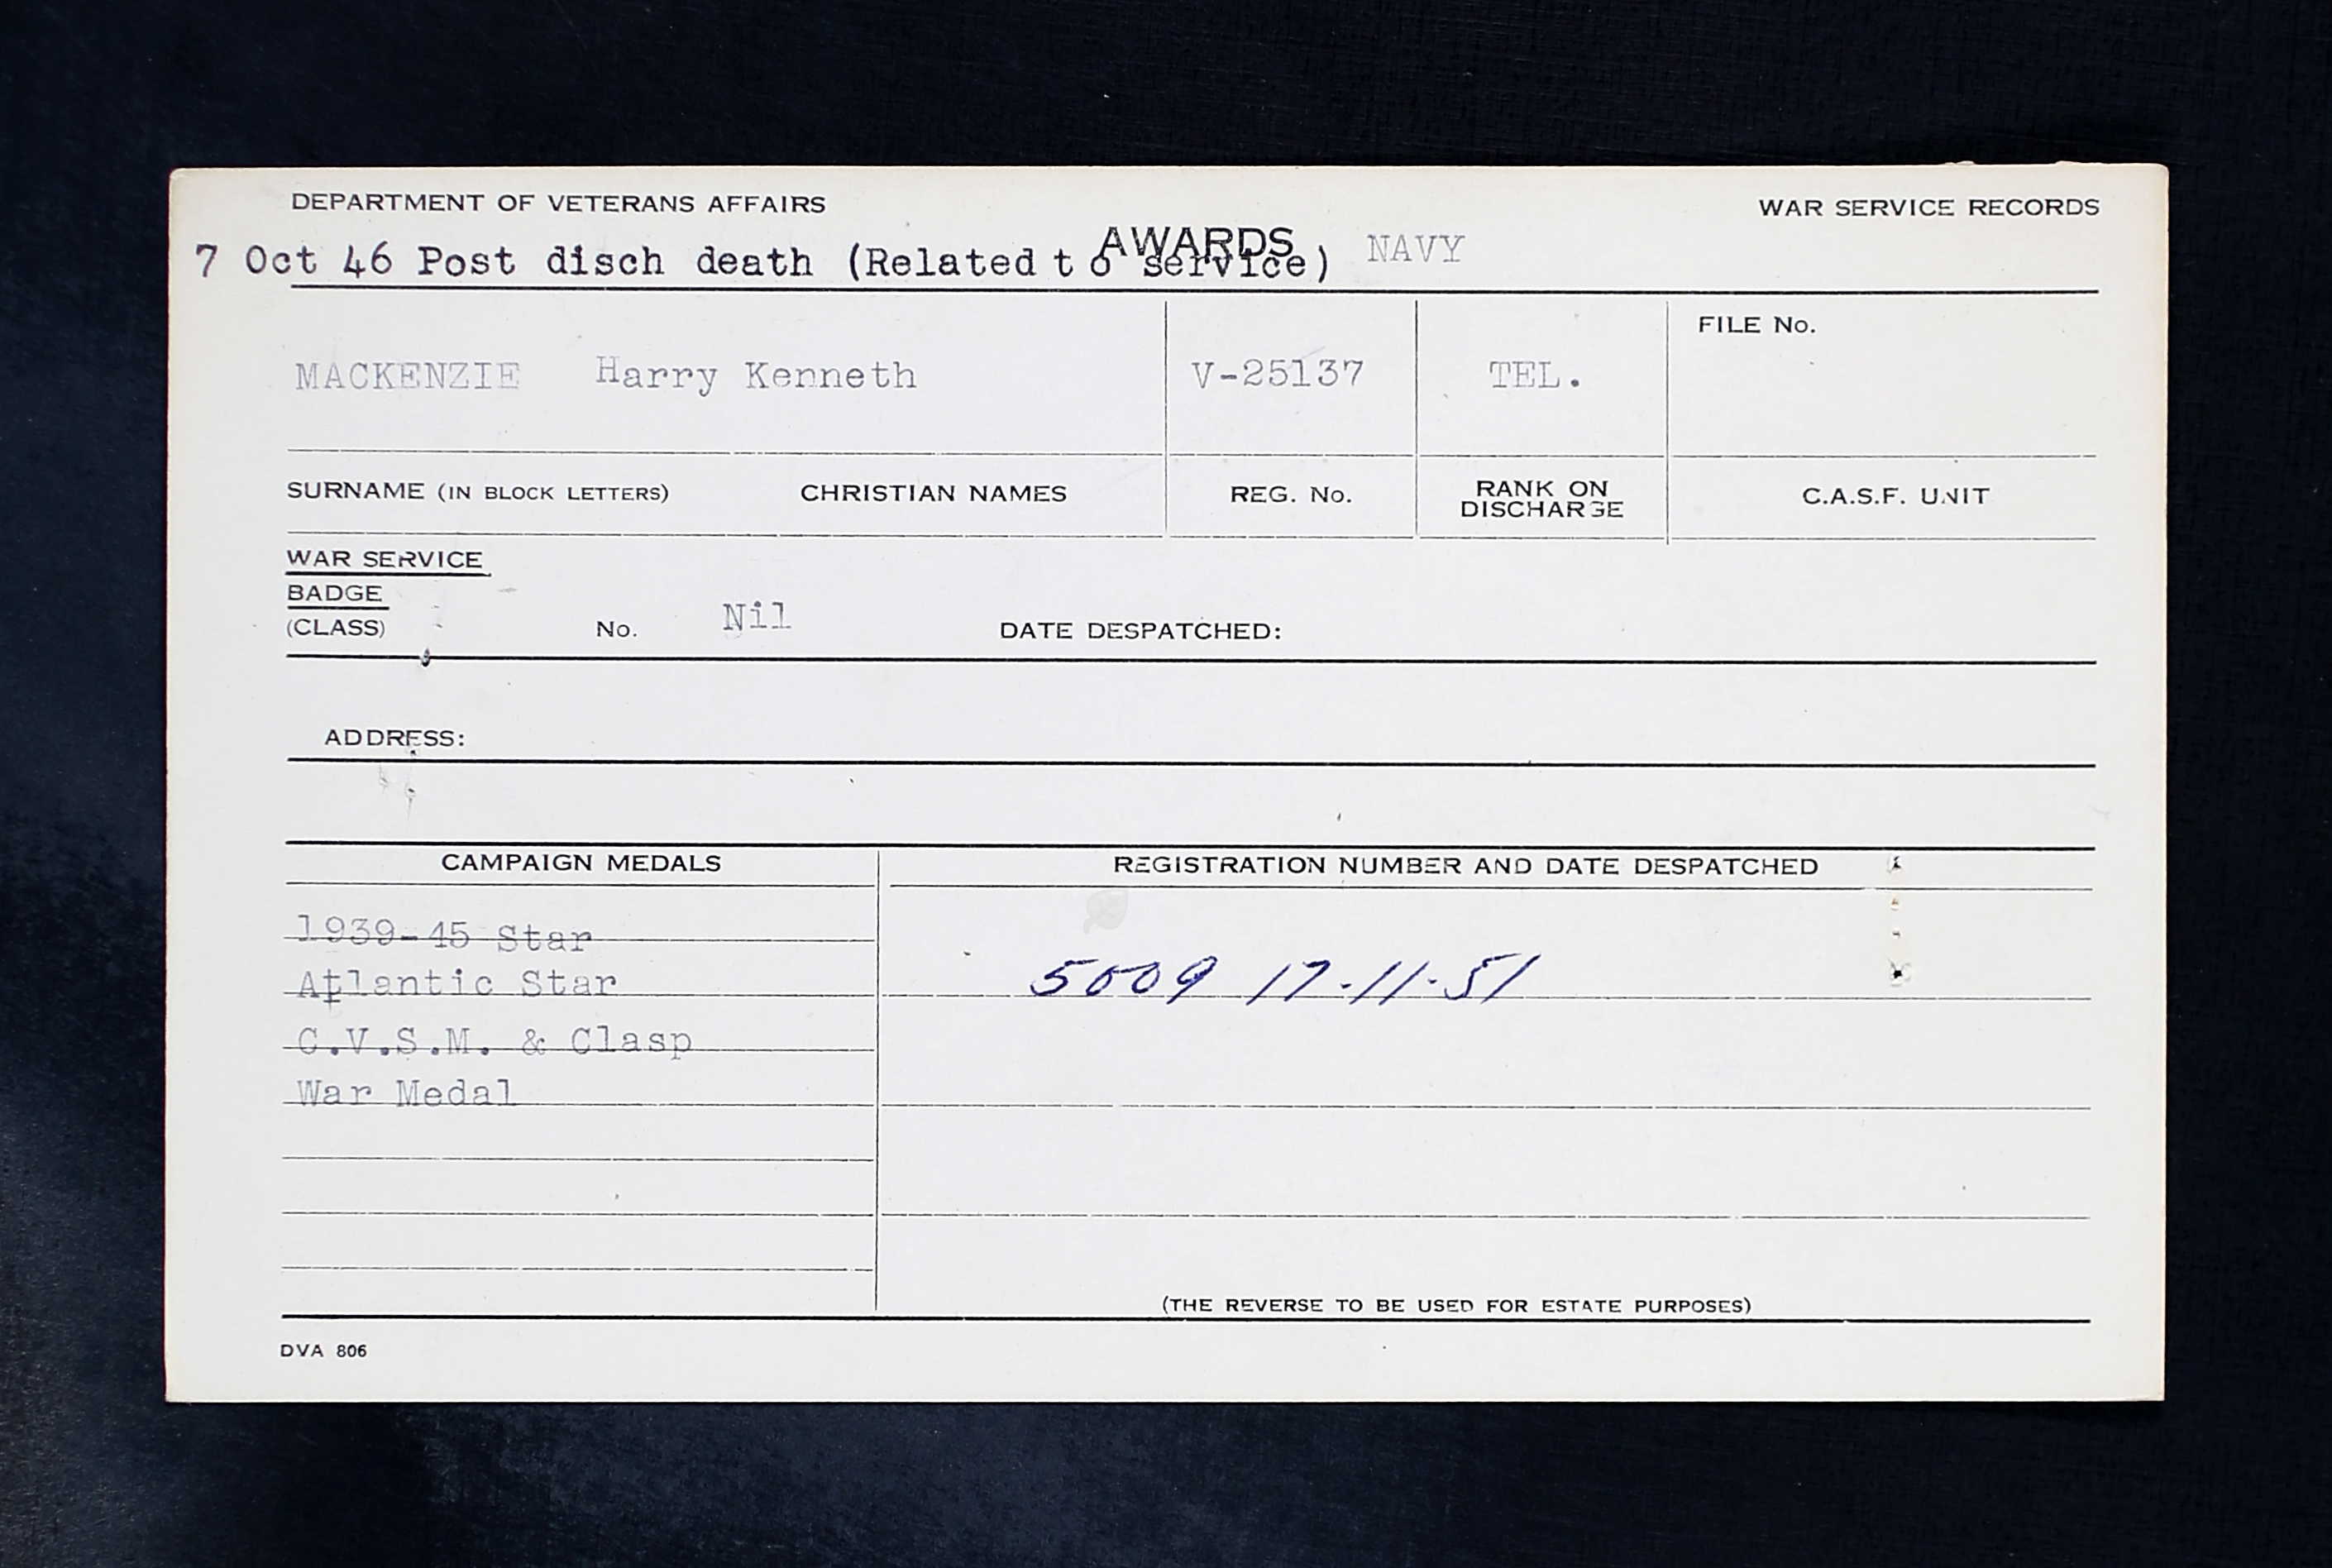 DEPARTMENT OF VETERANS AFFAIRS WAR SERVICE RECORDS
AWARDS
7 Oct 46 Post disch death (Related to service) NAVY
FILE No.
MACKENZIE Harry Kenneth V-25137 TEL.
SURNAME (IN BLOCK LETTERS) CHRISTIAN NAMES REG. No. RANK ON DISCHARGE C.A.S.F. UNIT
WAR SERVICE
BADGE
(CLASS) No. Nil DATE DESPATCHED:
ADDRESS:
CAMPAIGN MEDALS REGISTRATION NUMBER AND DATE DESPATCHED
1939-45 Star
Atlantic Star 5009 17-11-51
C.V.S.M. & Clasp
War Medal
(THE REVERSE TO BE USED FOR ESTATE PURPOSES)
DVA 806